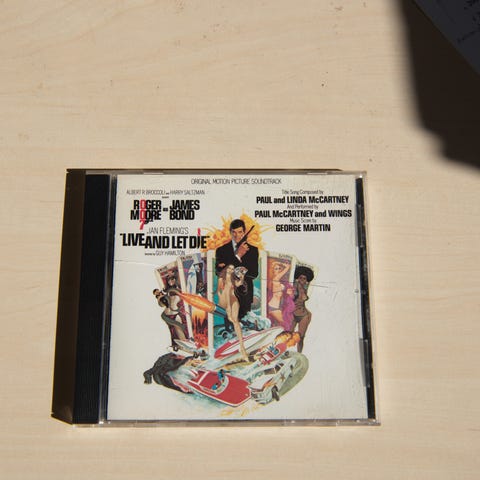 ORIGINAL MOTION PICTURE SOUNDTRACK
ALBERT R. BROCCOLI and HARRY SALTZMAN
present
ROGER MOORE as JAMES BOND
007
IAN FLEMING'S
"LIVE AND LET DIE"
Directed by GUY HAMILTON
Title Song Composed by
PAUL and LINDA McCARTNEY
And Performed by
PAUL McCARTNEY and WINGS
Music Score by
GEORGE MARTIN